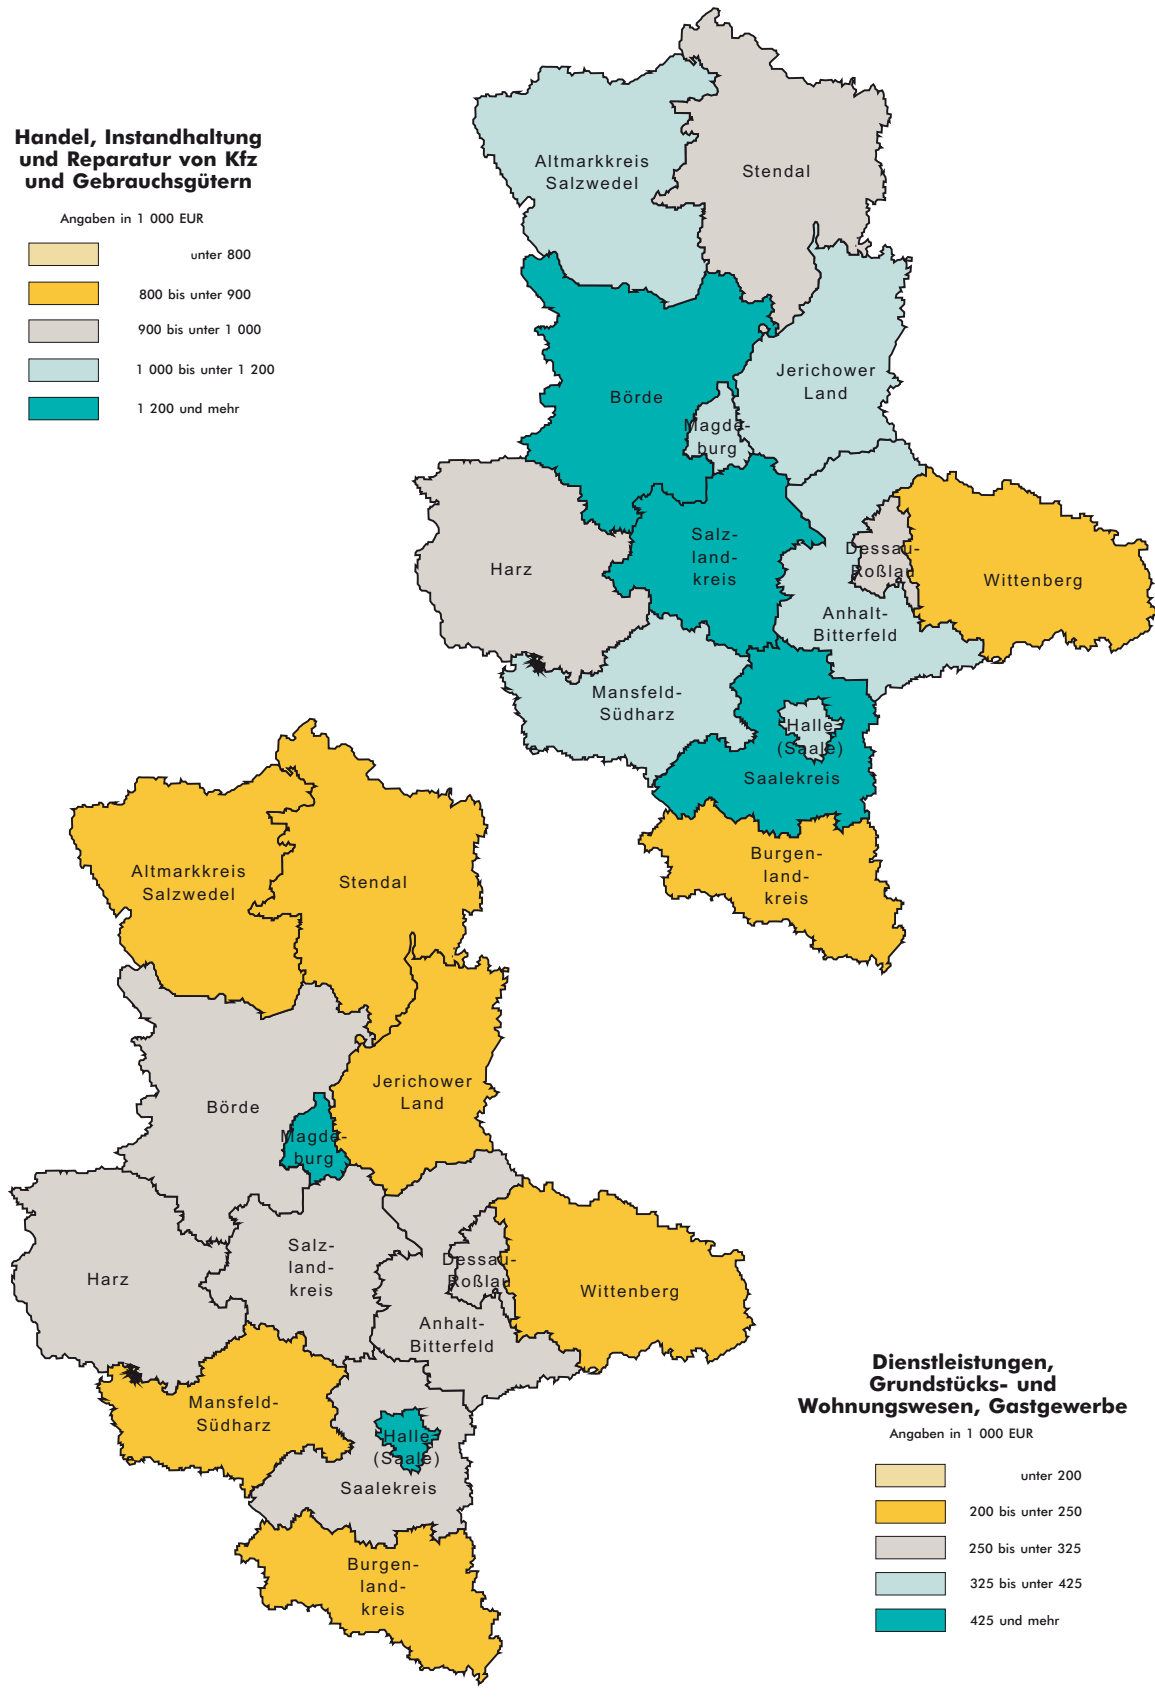 Handel, Instandhaltung
und Reparatur von Kfz
und Gebrauchsgütern
Angaben in 1 000 EUR
unter 800
800 bis unter 900
900 bis unter 1 000
1 000 bis unter 1 200
1 200 und mehr
Altmarkkreis
Salzwedel
Stendal
Jerichower
Land
Börde
Magde-
burg
Salz-
land-
kreis
Harz
Dessau-
Roßlau
Wittenberg
Anhalt-
Bitterfeld
Mansfeld-
Südharz
Halle
(Saale)
Saalekreis
Burgen-
land-
kreis
Altmarkkreis
Salzwedel
Stendal
Jerichower
Land
Börde
Magde-
burg
Salz-
land-
kreis
Harz
Dessau-
Roßlau
Wittenberg
Anhalt-
Bitterfeld
Mansfeld-
Südharz
Halle
(Saale)
Saalekreis
Burgen-
land-
kreis
Dienstleistungen,
Grundstücks- und
Wohnungswesen, Gastgewerbe
Angaben in 1 000 EUR
unter 200
200 bis unter 250
250 bis unter 325
325 bis unter 425
425 und mehr